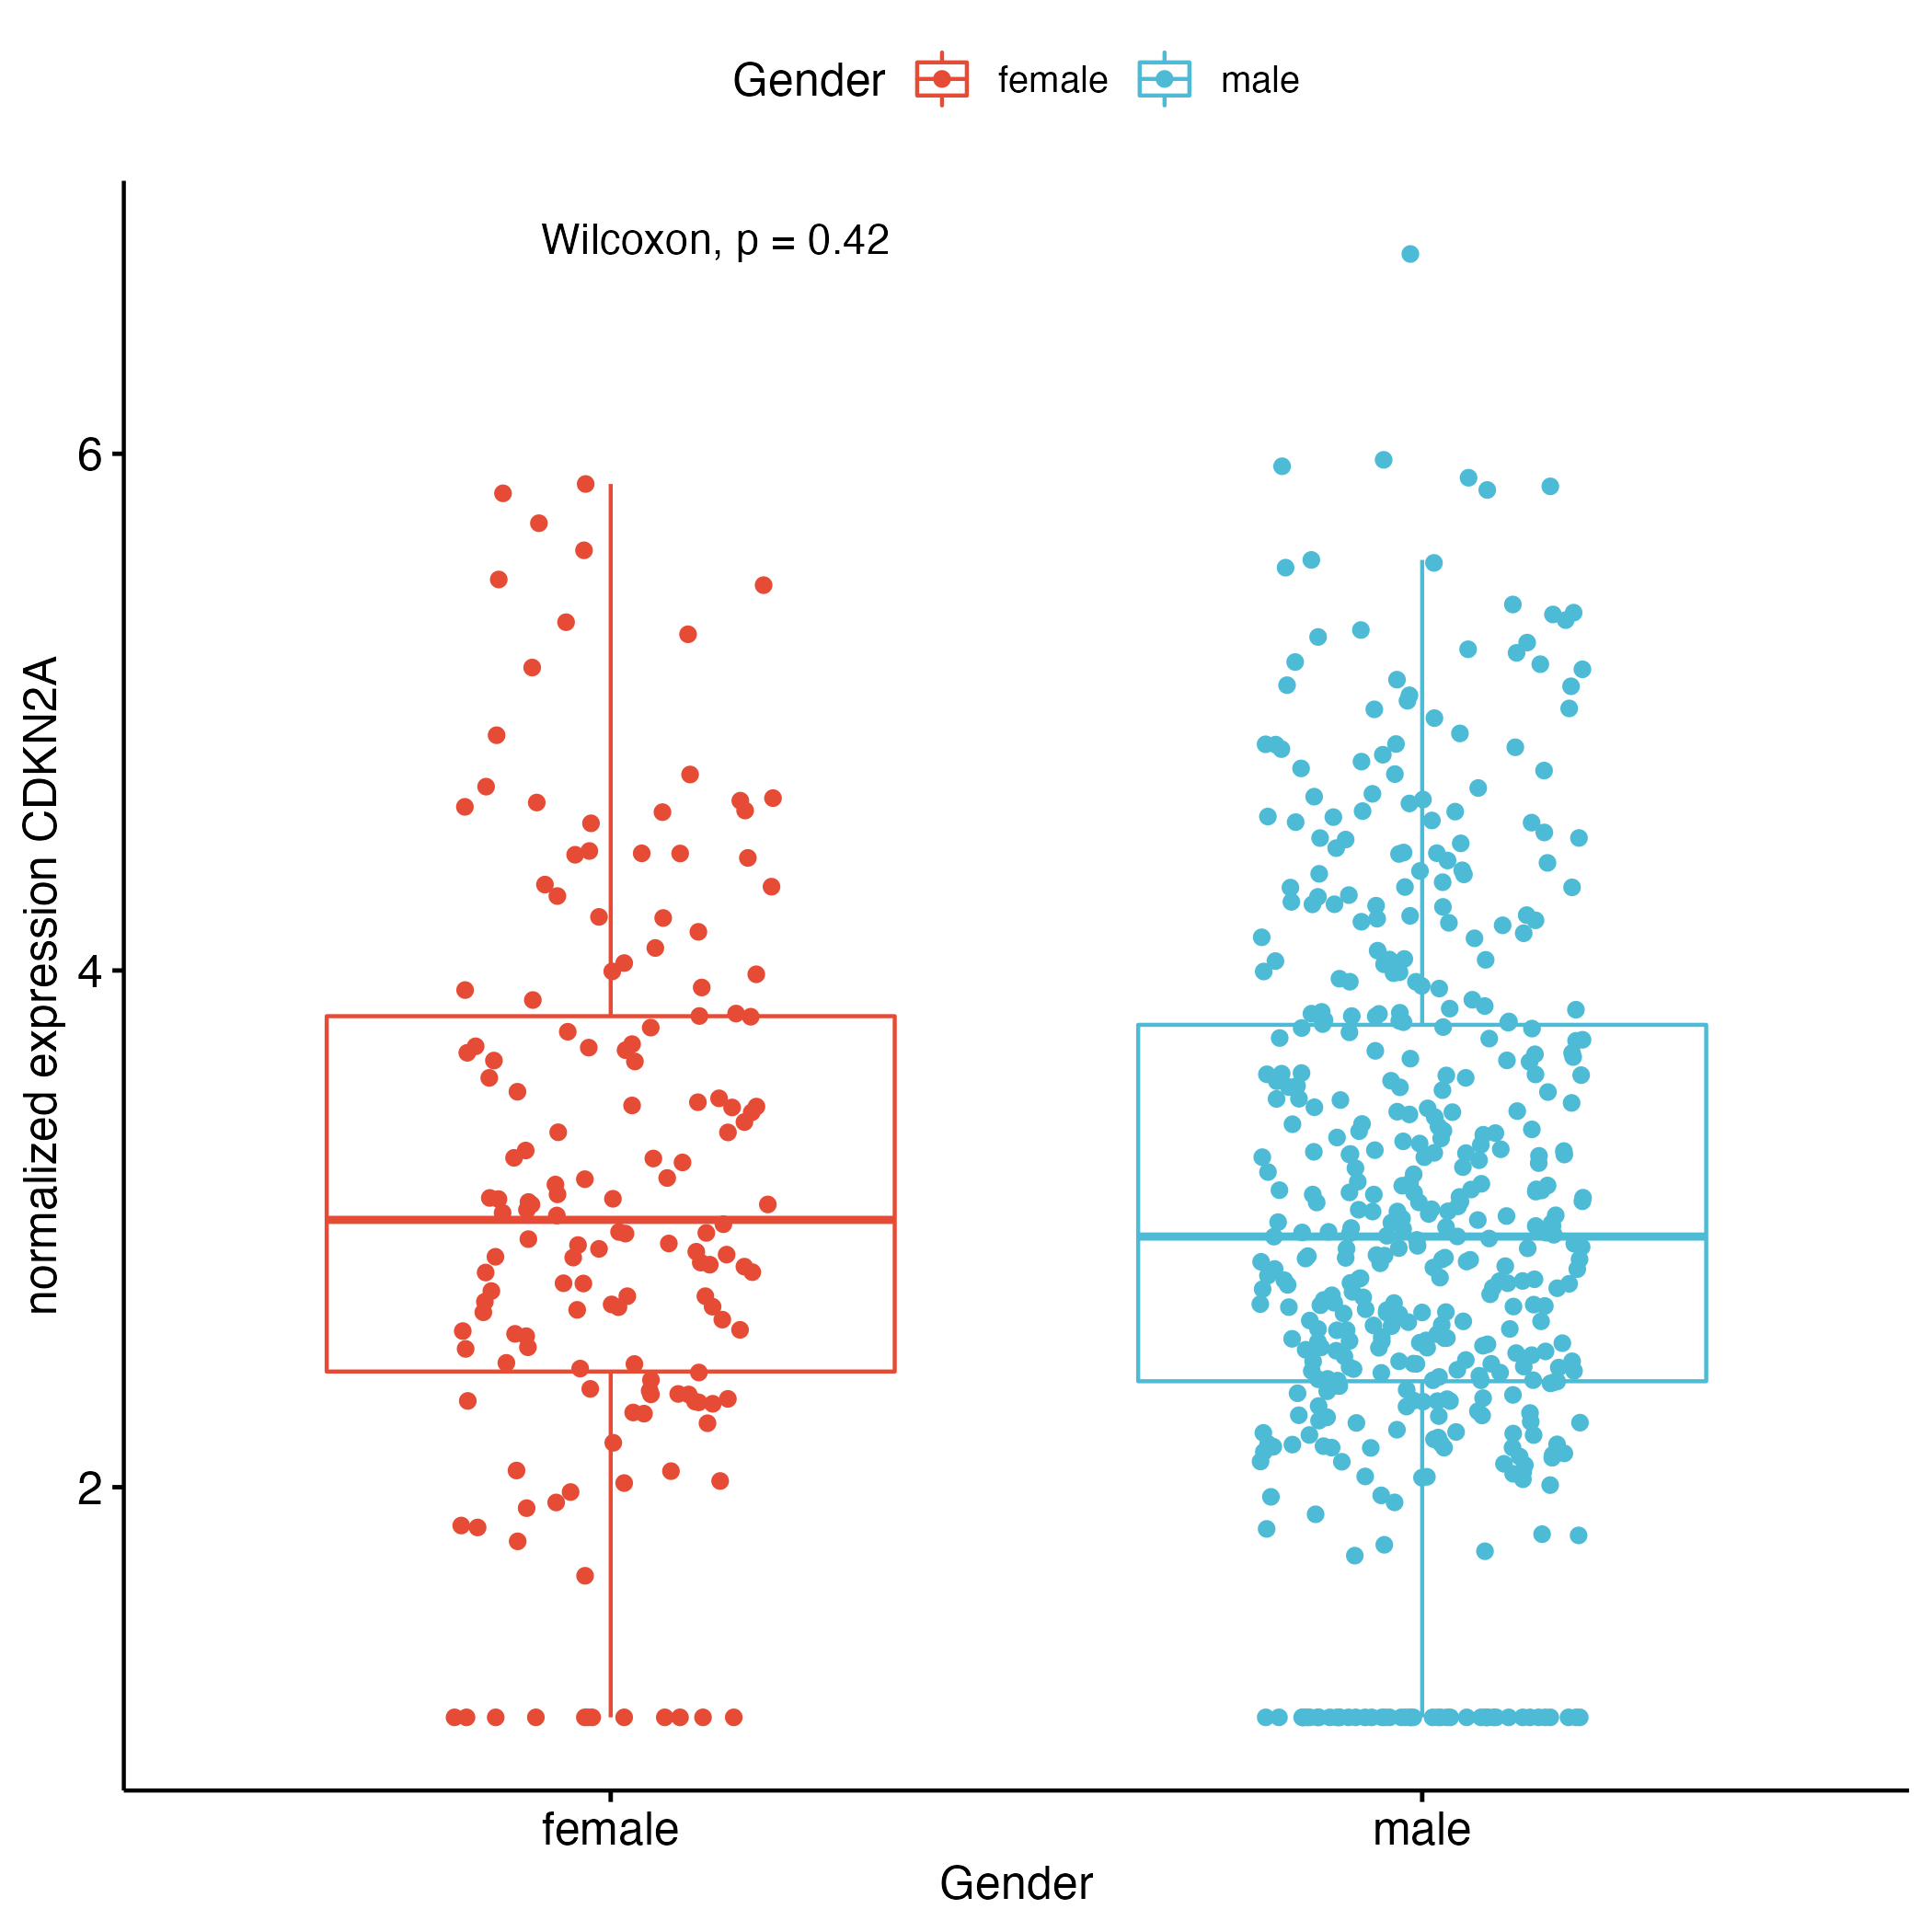 Gender female male
Wilcoxon, p = 0.42
normalized expression CDKN2A
6
4
2
female male
Gender